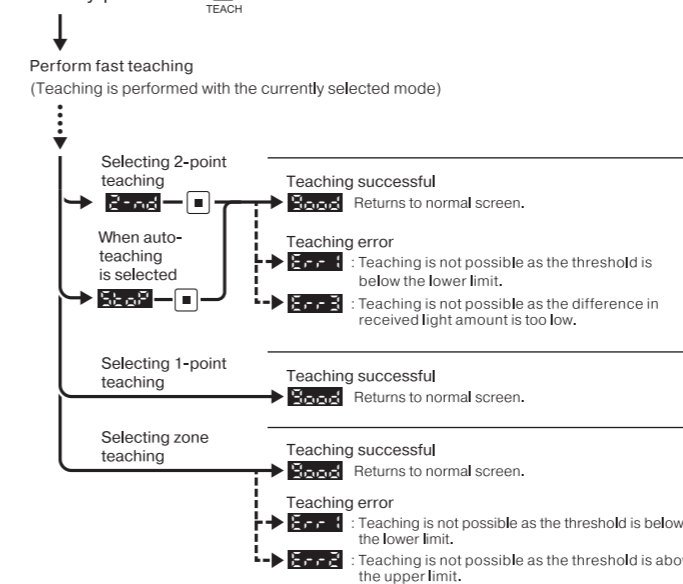 TEACH
Perform fast teaching
(Teaching is performed with the currently selected mode)
Selecting 2-point
teaching
2-nd
Teaching successful
Good Returns to normal screen.
When auto-
teaching
is selected
StoP
Teaching error
Err1 : Teaching is not possible as the threshold is
below the lower limit.
Err3 : Teaching is not possible as the difference in
received light amount is too low.
Selecting 1-point
teaching
Teaching successful
Good Returns to normal screen.
Selecting zone
teaching
Teaching successful
Good Returns to normal screen.
Teaching error
Err1 : Teaching is not possible as the threshold is below
the lower limit.
Err2 : Teaching is not possible as the threshold is
the upper limit.